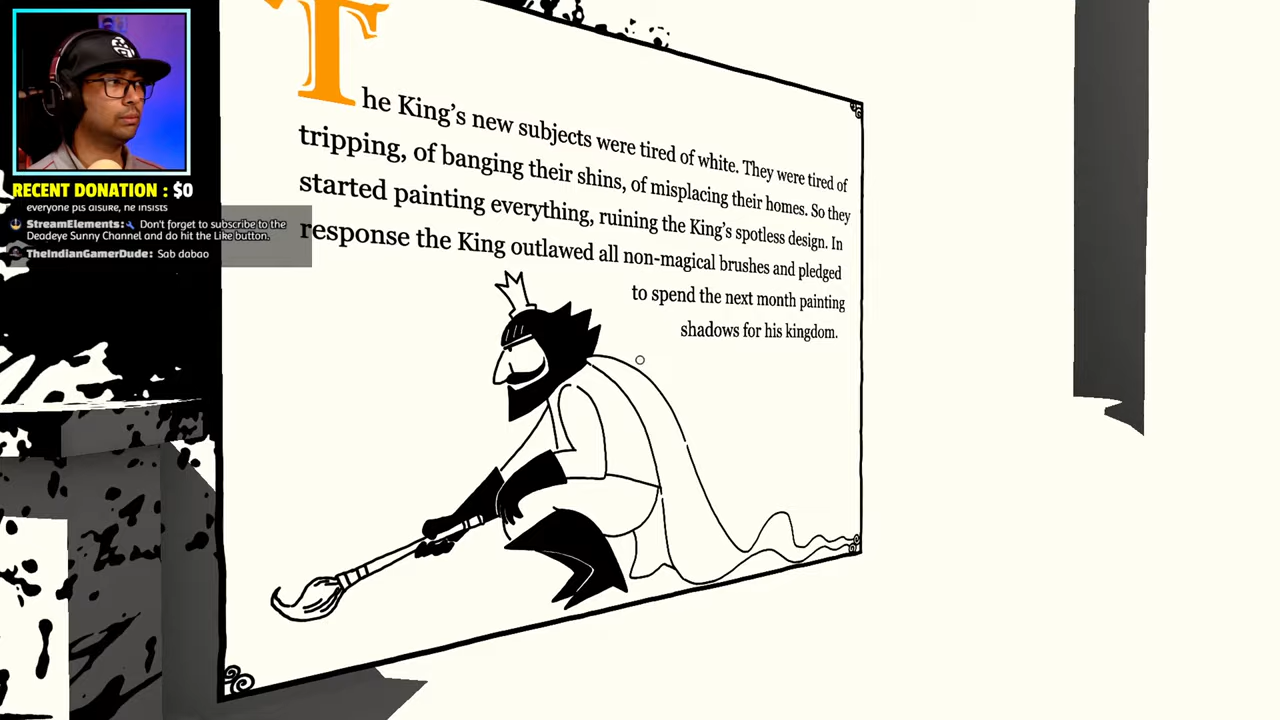 The King's new subjects were tired of white. They were tired of
tripping, of banging their shins, of misplacing their homes. So they
started painting everything, ruining the King's spotless design. In
response the King outlawed all non-magical brushes and pledged
to spend the next month painting
shadows for his kingdom.
RECENT DONATION : $0
everyone pls disure, he insists
StreamElements: Don't forget to subscribe to the
Deadeye Sunny Channel and do hit the Like button.
TheIndianGamerDude: Sab dabao